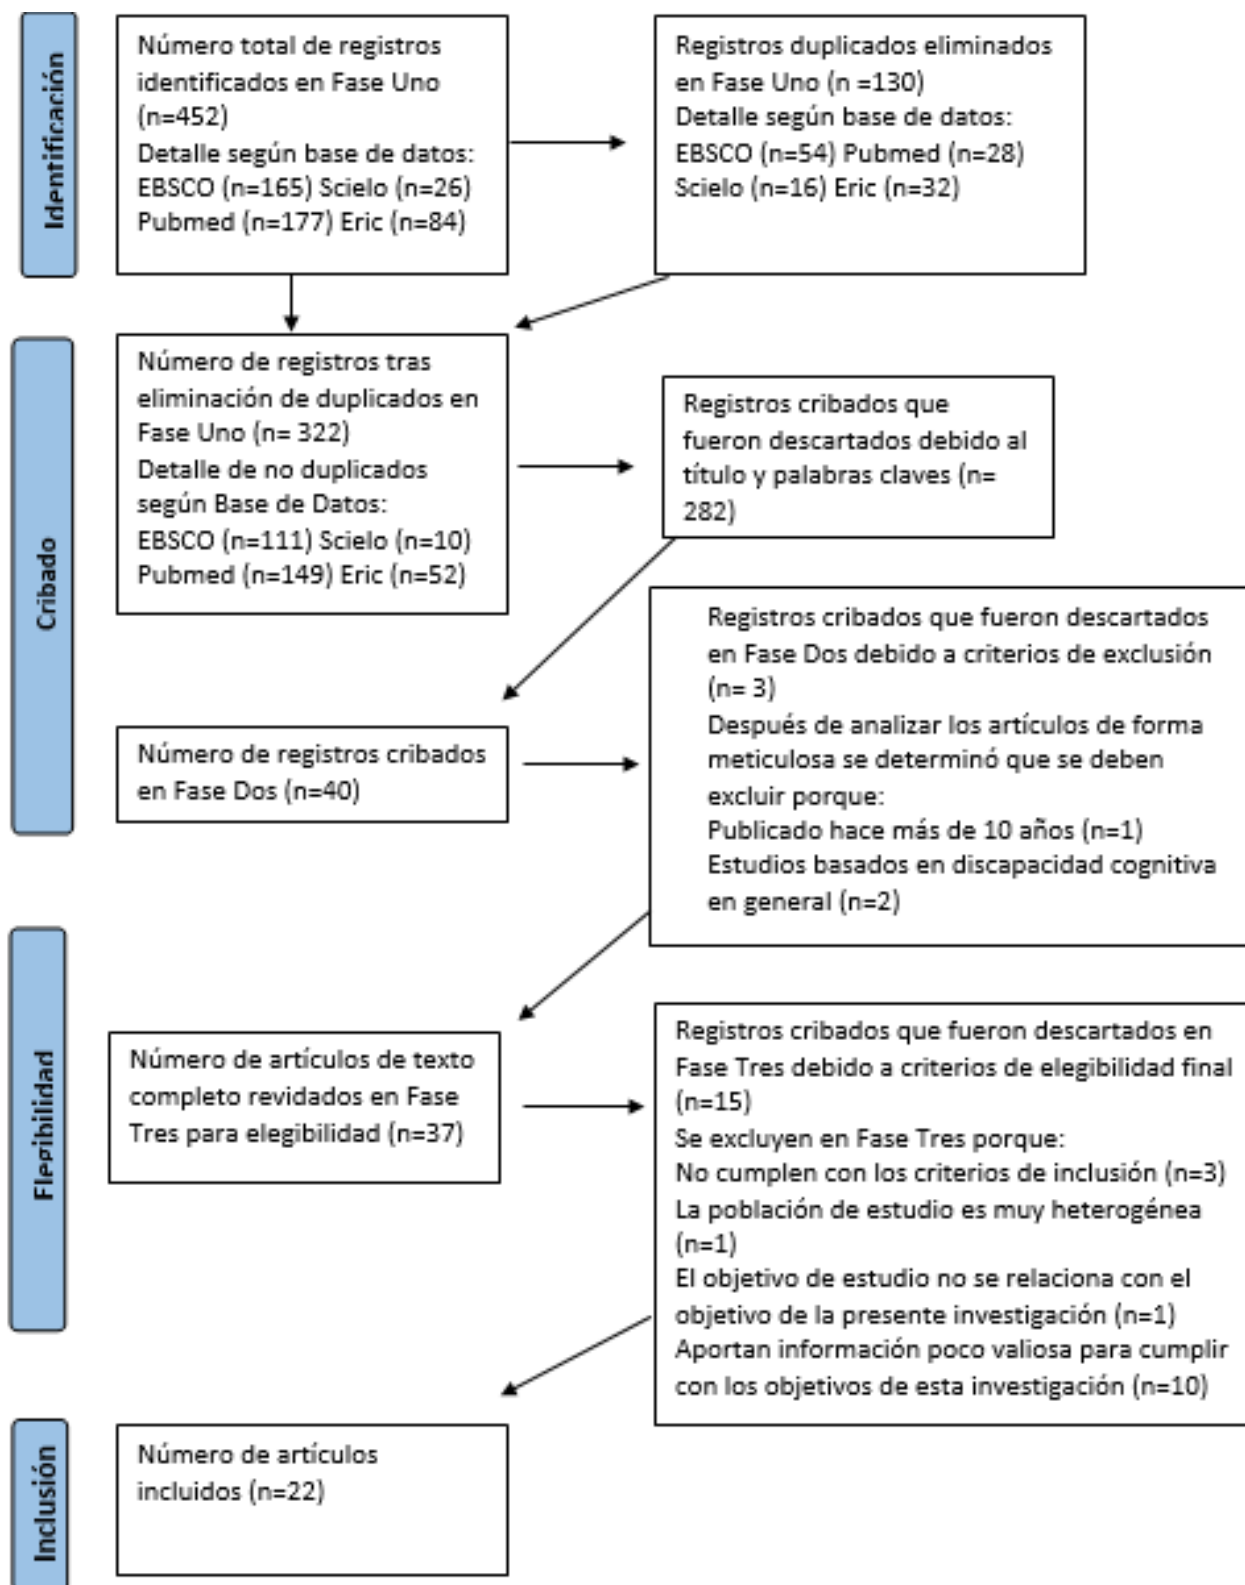 Identificación
Número total de registros
identificados en Fase Uno
(n=452)
Detalle según base de datos:
EBSCO (n=165) Scielo (n=26)
Pubmed (n=177) Eric (n=84)
Registros duplicados eliminados
en Fase Uno (n =130)
Detalle según base de datos:
EBSCO (n=54) Pubmed (n=28)
Scielo (n=16) Eric (n=32)
Cribado
Número de registros tras
eliminación de duplicados en
Fase Uno (n= 322)
Detalle de no duplicados
según Base de Datos:
EBSCO (n=111) Scielo (n=10)
Pubmed (n=149) Eric (n=52)
Registros cribados que
fueron descartados debido al
título y palabras claves (n=
282)
Número de registros cribados
en Fase Dos (n=40)
Registros cribados que fueron descartados
en Fase Dos debido a criterios de exclusión
(n= 3)
Después de analizar los artículos de forma
meticulosa se determinó que se deben
excluir porque:
Publicado hace más de 10 años (n=1)
Estudios basados en discapacidad cognitiva
en general (n=2)
Elegibilidad
Número de artículos de texto
completo revidados en Fase
Tres para elegibilidad (n=37)
Registros cribados que fueron descartados en
Fase Tres debido a criterios de elegibilidad final
(n=15)
Se excluyen en Fase Tres porque:
No cumplen con los criterios de inclusión (n=3)
La población de estudio es muy heterogénea
(n=1)
El objetivo de estudio no se relaciona con el
objetivo de la presente investigación (n=1)
Aportan información poco valiosa para cumplir
con los objetivos de esta investigación (n=10)
Inclusión
Número de artículos
incluidos (n=22)